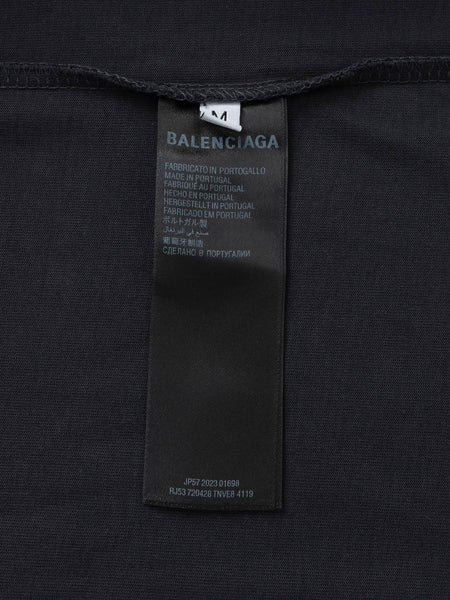 M
BALENCIAGA
FABBRICATO IN PORTOGALLO
MADE IN PORTUGAL
FABRIQUÉ AU PORTUGAL
HECHO EN PORTUGAL
HERGESTELLT IN PORTUGAL
FABRICADO EM PORTUGAL
ポルトガル製
صنع في البرتغال
葡萄牙制造
СДЕЛАНО В ПОРТУГАЛИИ
JP57 2023 01698
RJ53 720428 TNVE8 4119